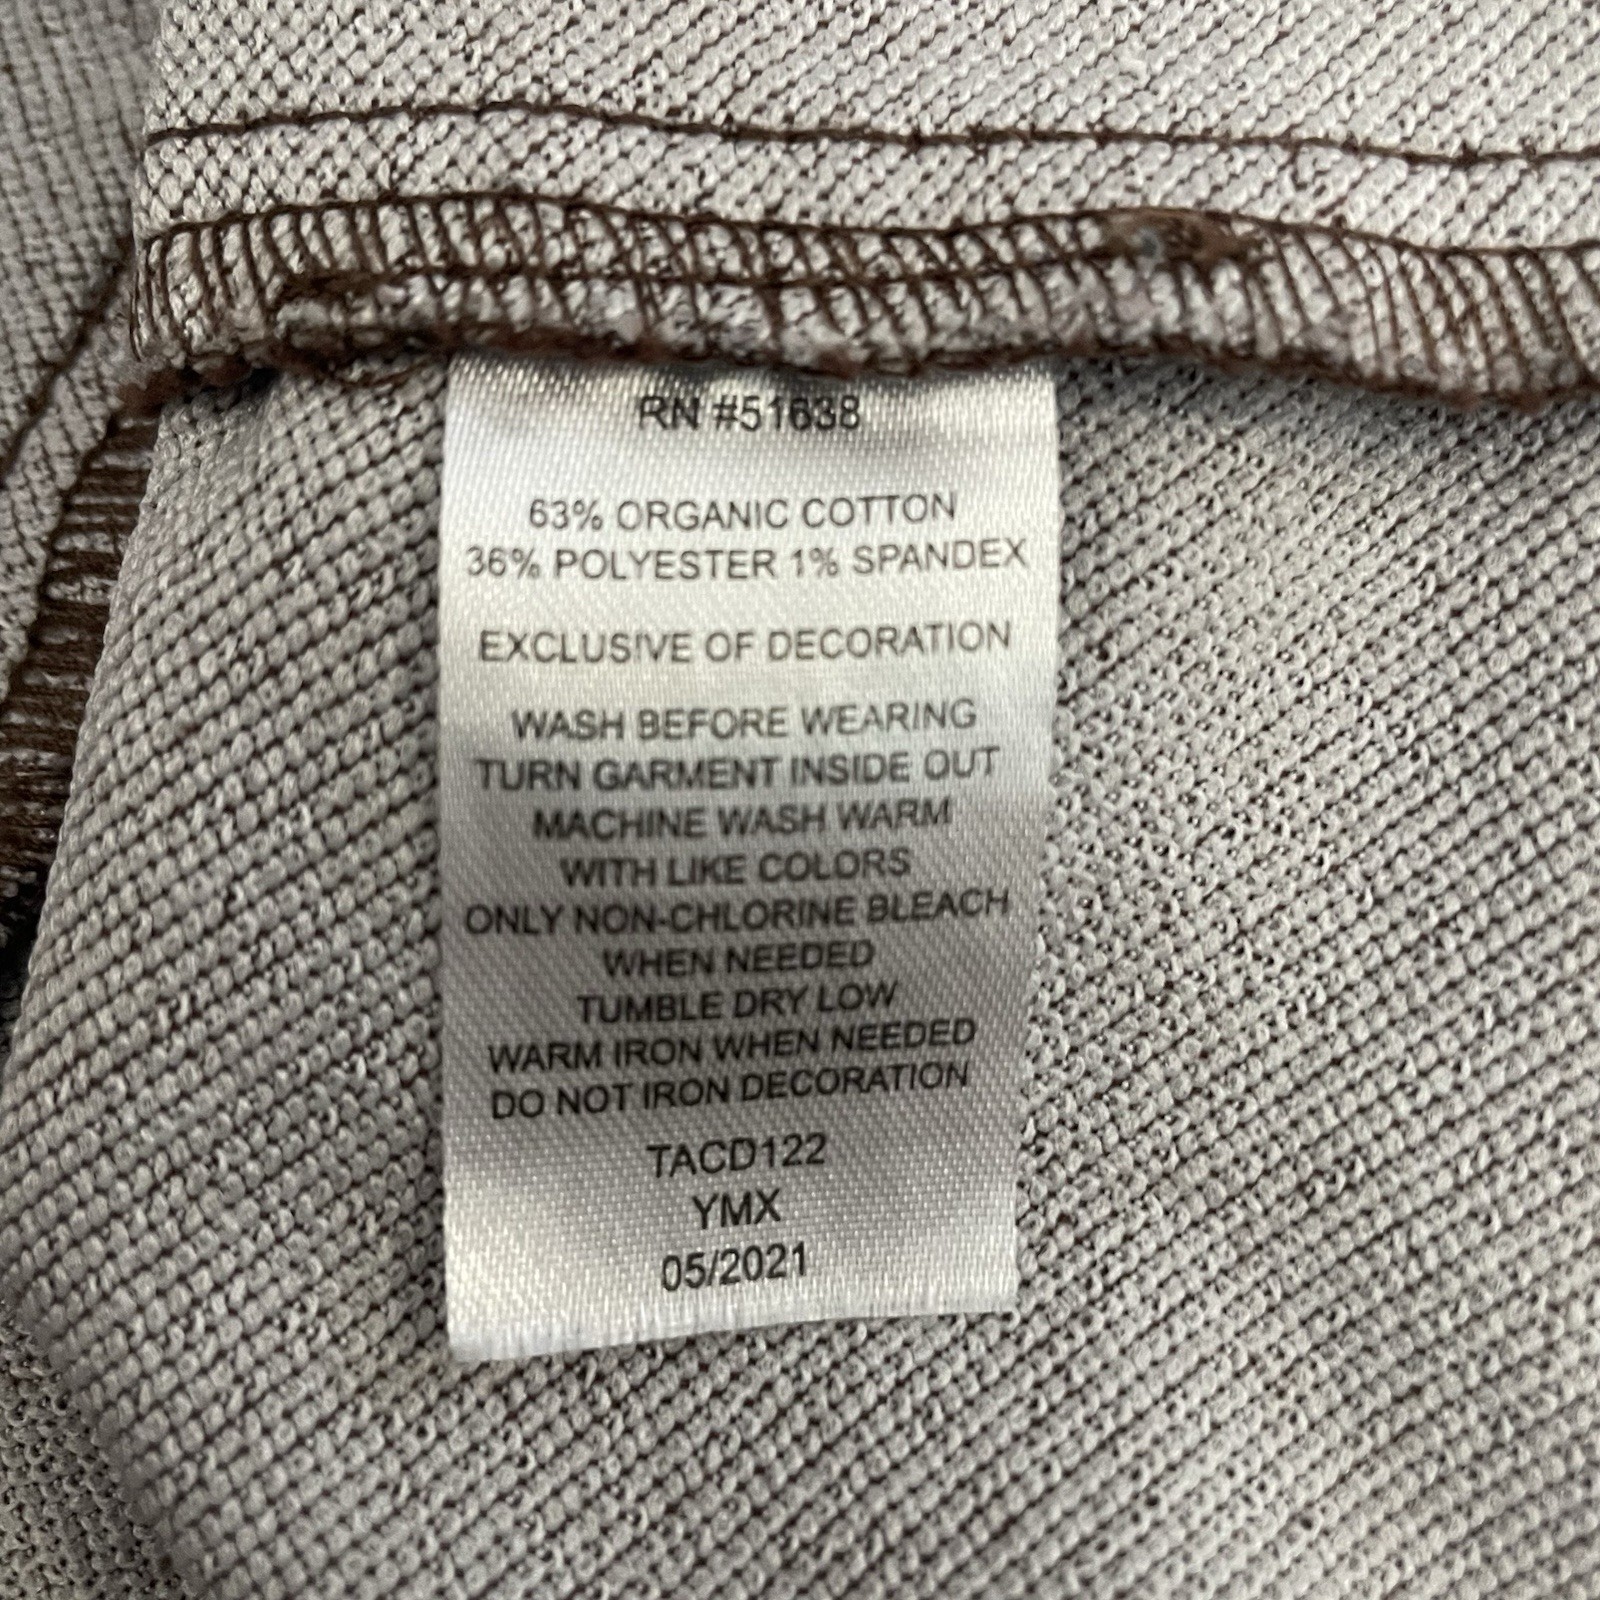 RN #51638
63% ORGANIC COTTON
36% POLYESTER 1% SPANDEX
EXCLUSIVE OF DECORATION
WASH BEFORE WEARING
TURN GARMENT INSIDE OUT
MACHINE WASH WARM
WITH LIKE COLORS
ONLY NON-CHLORINE BLEACH
WHEN NEEDED
TUMBLE DRY LOW
WARM IRON WHEN NEEDED
DO NOT IRON DECORATION
TACD122
YMX
05/2021